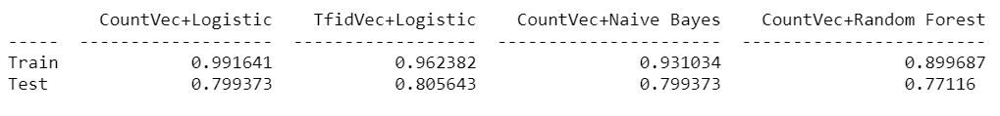 CountVec+Logistic TfidVec+Logistic CountVec+Naive Bayes CountVec+Random Forest
----- ------------------- ------------------ ---------------------- ------------------------
Train 0.991641 0.962382 0.931034 0.899687
Test 0.799373 0.805643 0.799373 0.77116